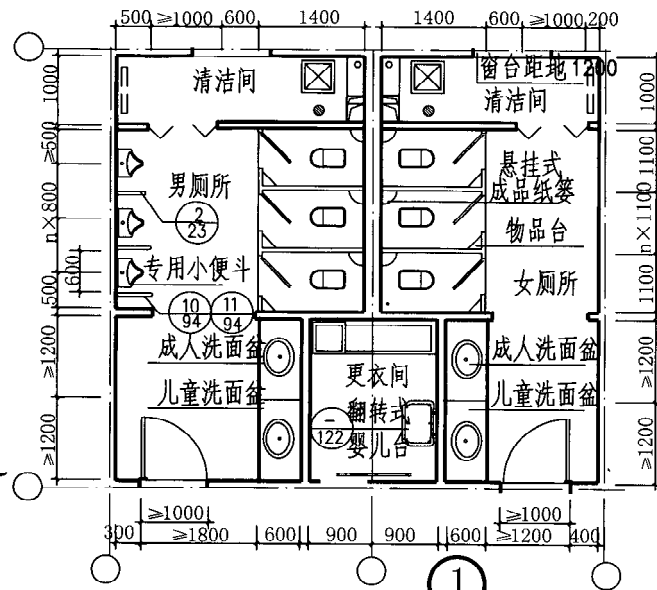 500 ≥1000 600 1400 1400 600 ≥1000 200
1000
清洁间
窗台距地1200
清洁间
1000
≥500
男厕所
悬挂式
成品纸篓
1100
n×800
2
23
物品台
n×1100
600
专用小便斗
女厕所
500
10
94
11
94
1100
成人洗面盆
成人洗面盆
≥1200
更衣间
≥1200
儿童洗面盆
翻转式
儿童洗面盆
–
122
婴儿台
≥1200
≥1200
≥1000
≥1000
300 ≥1800 600 900 900 600 ≥1200 400
1